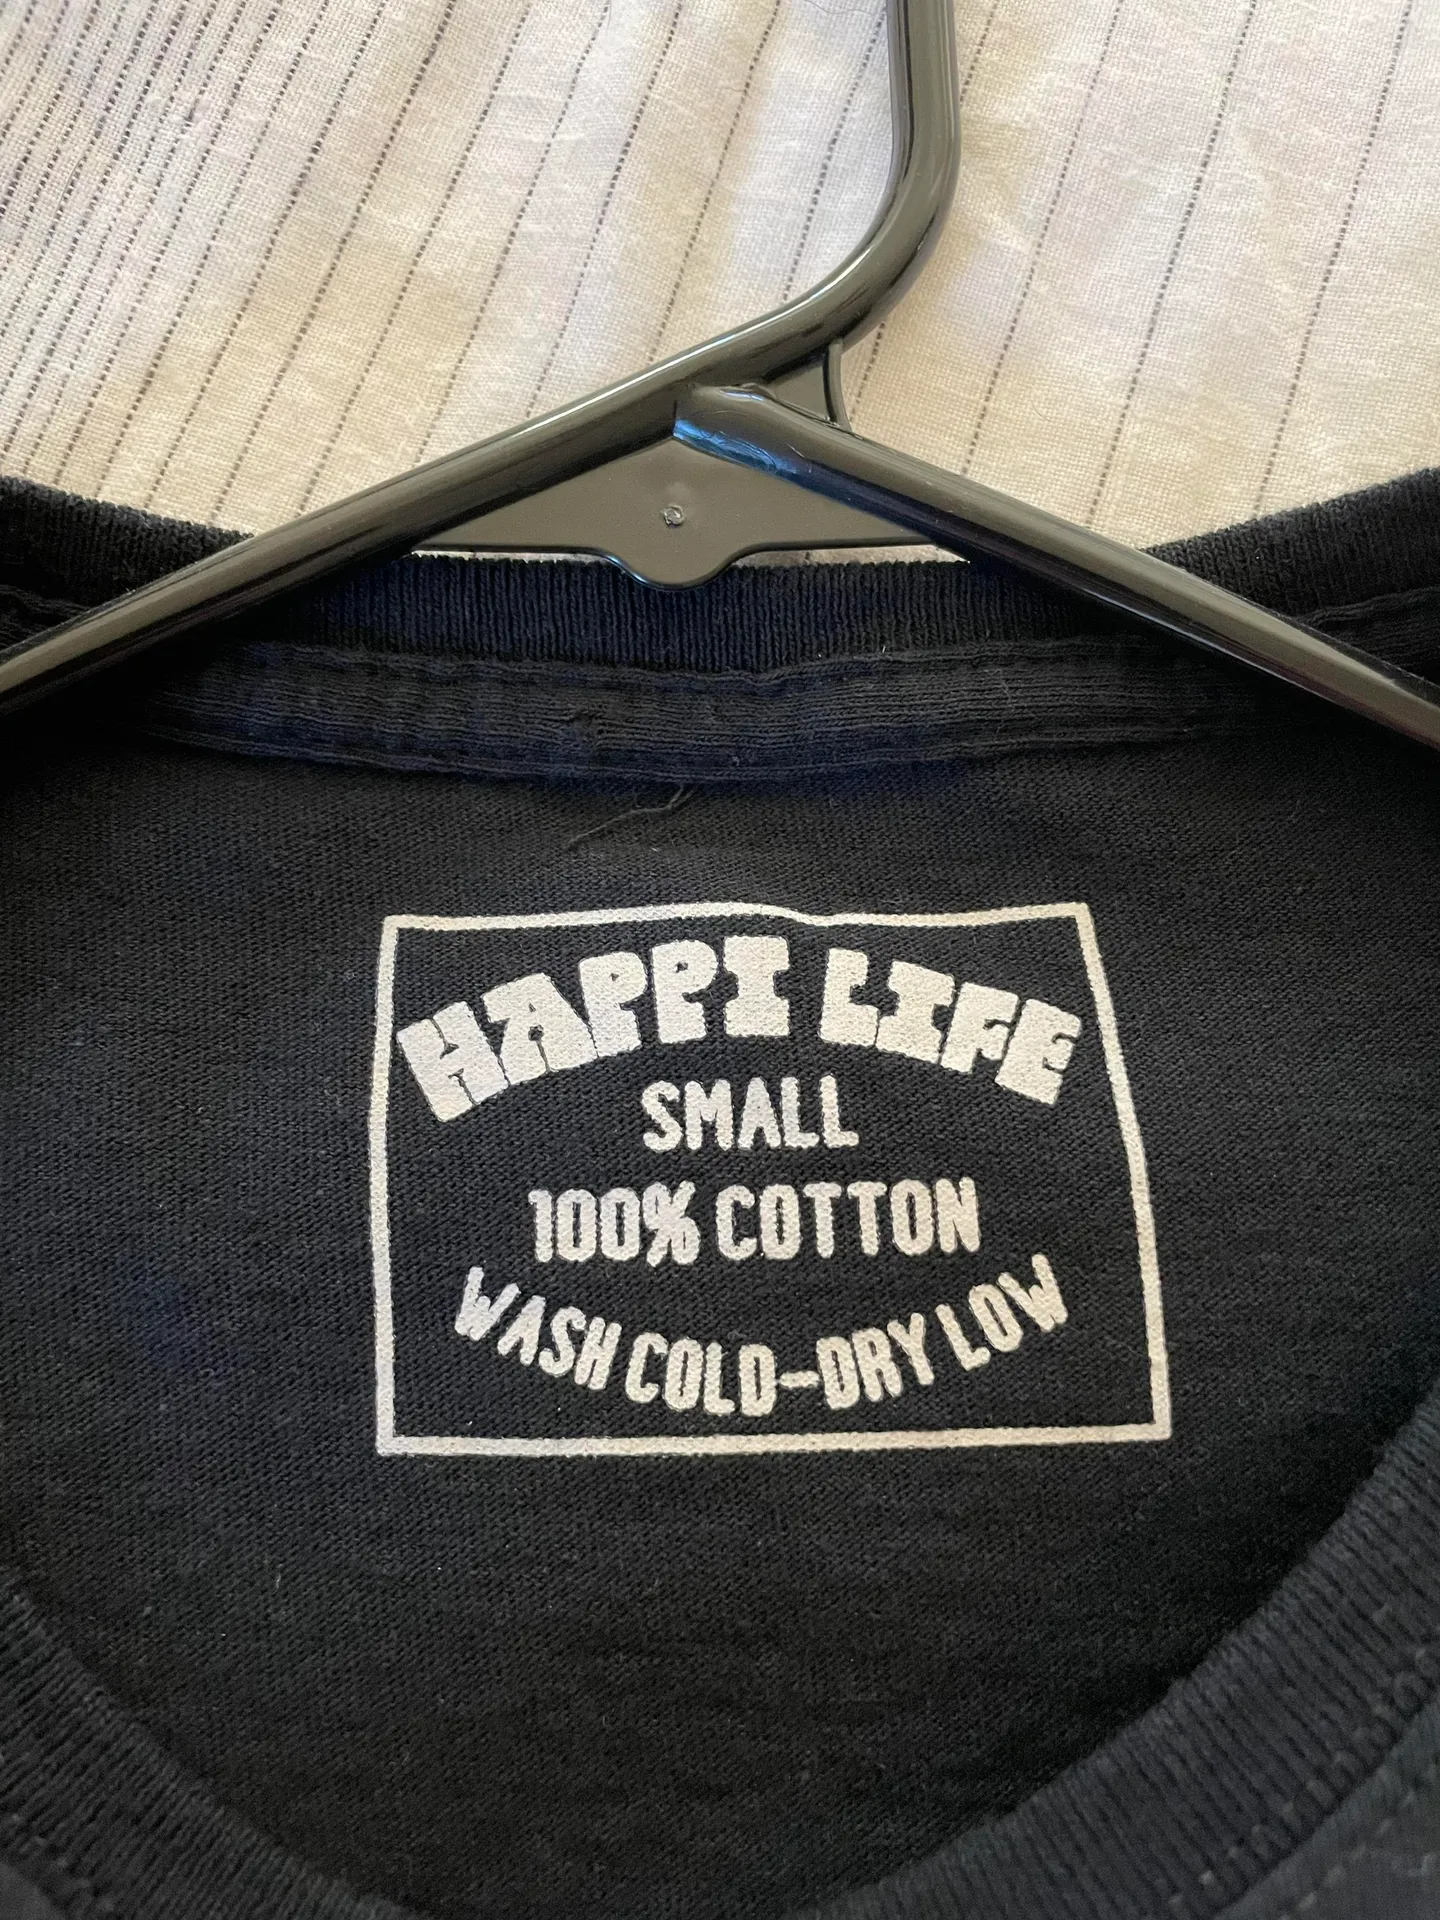 HAPPI LIFE
SMALL
100% COTTON
WASH COLD-DRY LOW